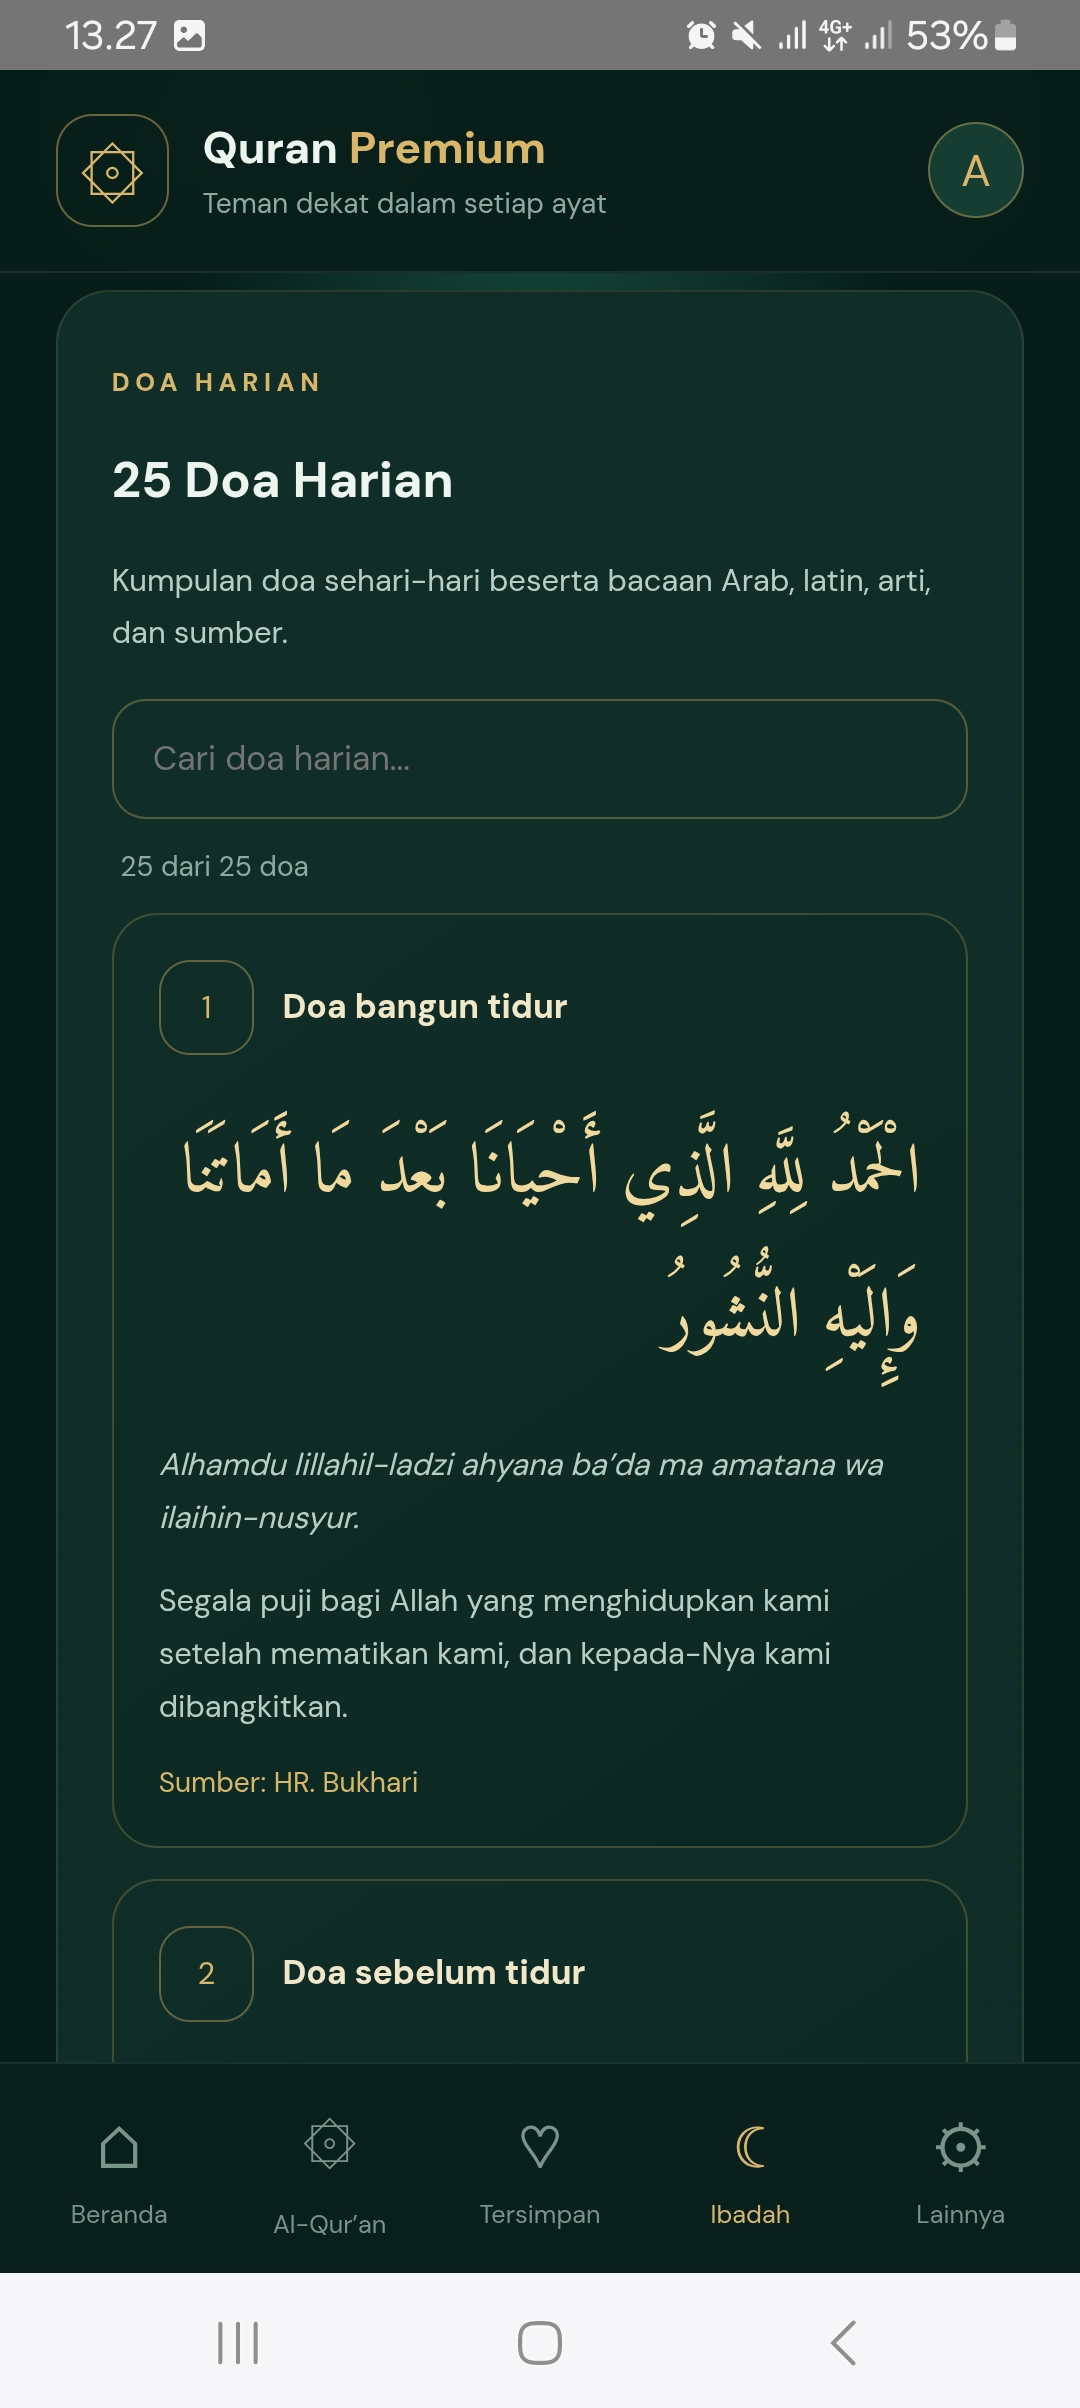 13.27
4G+
53%
Quran Premium
Teman dekat dalam setiap ayat
A
DOA HARIAN
25 Doa Harian
Kumpulan doa sehari-hari beserta bacaan Arab, latin, arti,
dan sumber.
Cari doa harian...
25 dari 25 doa
1
Doa bangun tidur
الْحَمْدُ لِلَّهِ الَّذِي أَحْيَانَا بَعْدَ مَا أَمَاتَنَا
وَإِلَيْهِ النُّشُورُ
Alhamdu lillahil-ladzi ahyana ba’da ma amatana wa
ilaihin-nusyur.
Segala puji bagi Allah yang menghidupkan kami
setelah mematikan kami, dan kepada-Nya kami
dibangkitkan.
Sumber: HR. Bukhari
2
Doa sebelum tidur
Beranda
Al-Qur’an
Tersimpan
Ibadah
Lainnya